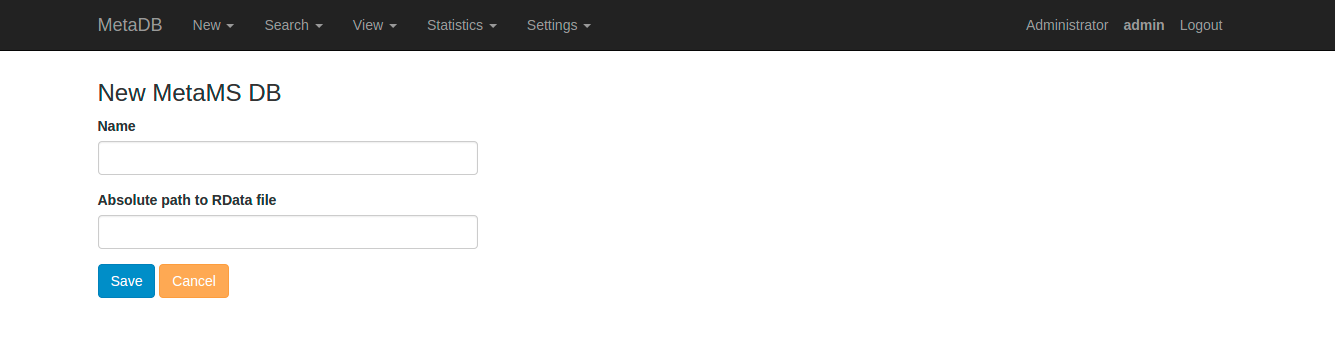 MetaDB New Search View Statistics Settings Administrator admin Logout
New MetaMS DB
Name
Absolute path to RData file
Save Cancel